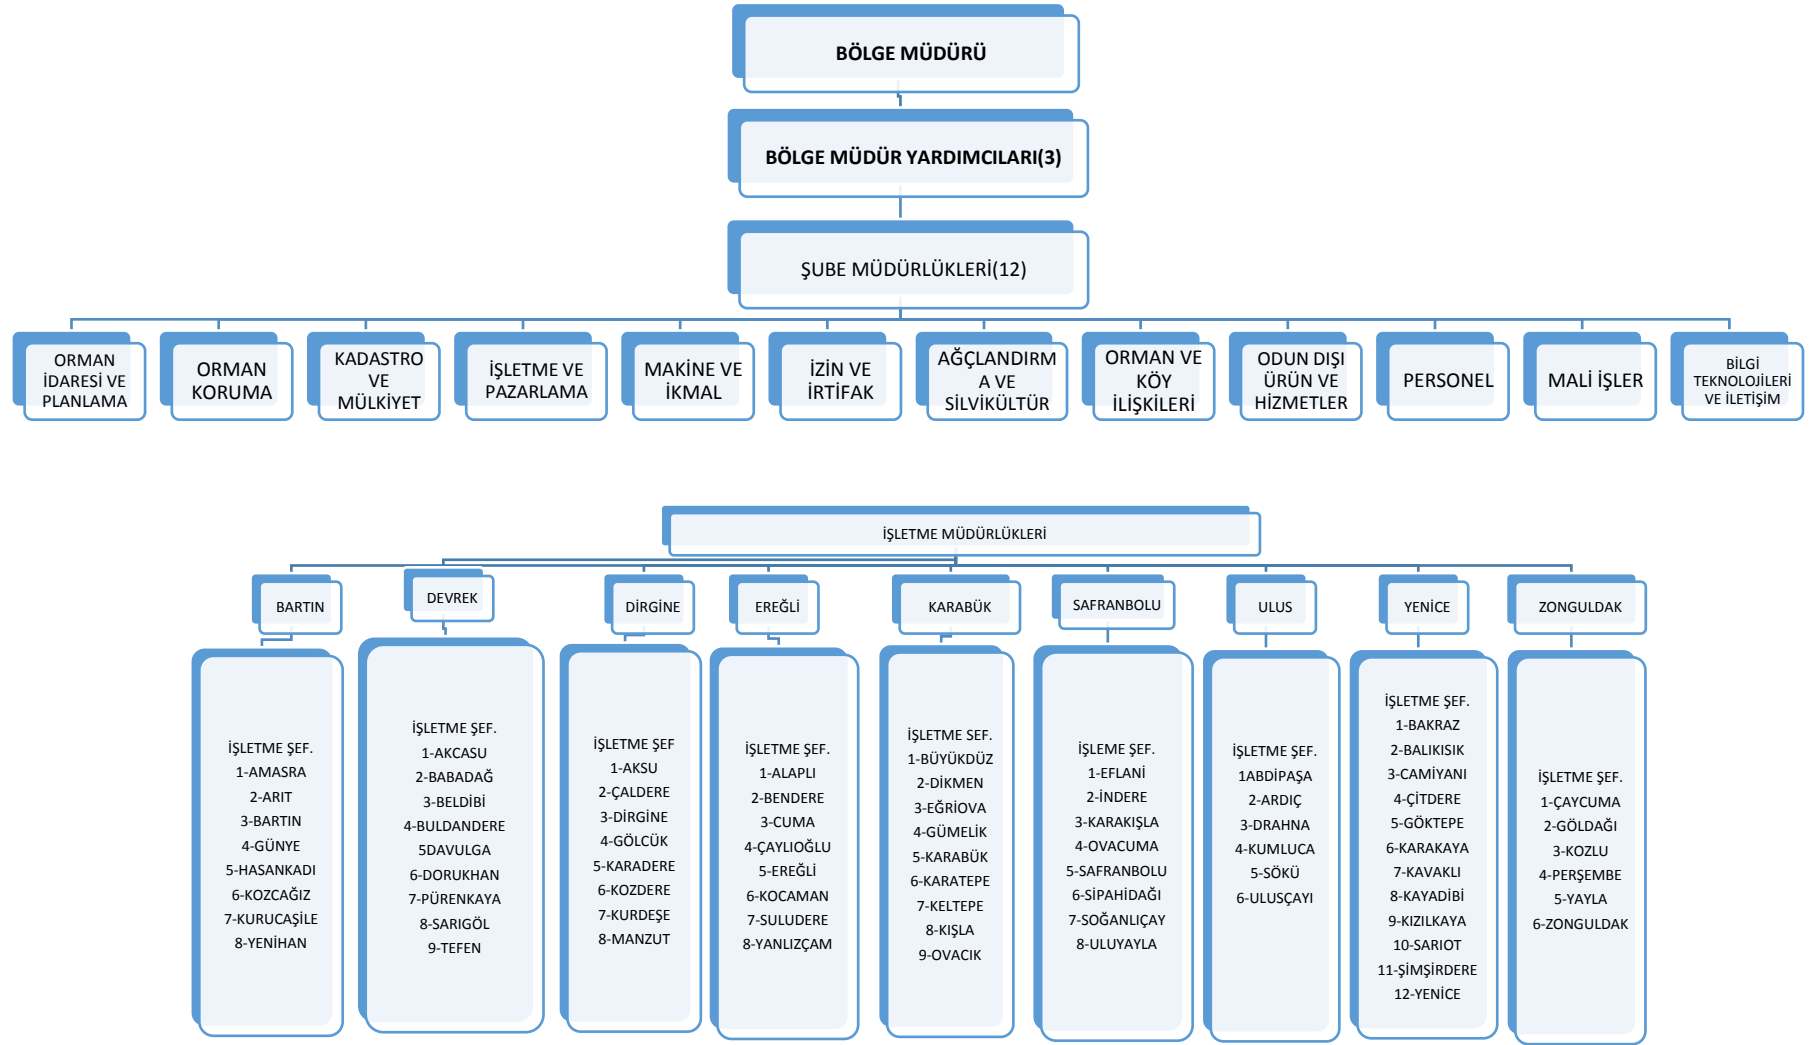 BÖLGE MÜDÜRÜ
BÖLGE MÜDÜR YARDIMCILARI(3)
ŞUBE MÜDÜRLÜKLERİ(12)
ORMAN
İDARESİ VE
PLANLAMA
ORMAN
KORUMA
KADASTRO
VE
MÜLKİYET
İŞLETME VE
PAZARLAMA
MAKİNE VE
İKMAL
İZİN VE
İRTİFAK
AĞÇLANDIRM
A VE
SİLVİKÜLTÜR
ORMAN VE
KÖY
İLİŞKİLERİ
ODUN DIŞI
ÜRÜN VE
HİZMETLER
PERSONEL
MALİ İŞLER
BİLGİ
TEKNOLOJİLERİ
VE İLETİŞİM
İŞLETME MÜDÜRLÜKLERİ
BARTIN
İŞLETME ŞEF.
1-AMASRA
2-ARIT
3-BARTIN
4-GÜNYE
5-HASANKADI
6-KOZCAĞIZ
7-KURUCAŞİLE
8-YENİHAN
DEVREK
İŞLETME ŞEF.
1-AKCASU
2-BABADAĞ
3-BELDİBİ
4-BULDANDERE
5DAVULGA
6-DORUKHAN
7-PÜRENKAYA
8-SARIGÖL
9-TEFEN
DİRGİNE
İŞLETME ŞEF
1-AKSU
2-ÇALDERE
3-DİRGİNE
4-GÖLCÜK
5-KARADERE
6-KOZDERE
7-KURDEŞE
8-MANZUT
EREĞLİ
İŞLETME ŞEF.
1-ALAPLI
2-BENDERE
3-CUMA
4-ÇAYLIOĞLU
5-EREĞLİ
6-KOCAMAN
7-SULUDERE
8-YANLIZÇAM
KARABÜK
İŞLETME SEF.
1-BÜYÜKDÜZ
2-DİKMEN
3-EĞRİOVA
4-GÜMELİK
5-KARABÜK
6-KARATEPE
7-KELTEPE
8-KIŞLA
9-OVACIK
SAFRANBOLU
İŞLEME ŞEF.
1-EFLANİ
2-İNDERE
3-KARAKIŞLA
4-OVACUMA
5-SAFRANBOLU
6-SİPAHİDAĞI
7-SOĞANLIÇAY
8-ULUYAYLA
ULUS
İŞLETME ŞEF.
1ABDİPAŞA
2-ARDIÇ
3-DRAHNA
4-KUMLUCA
5-SÖKÜ
6-ULUSÇAYI
YENİCE
İŞLETME ŞEF.
1-BAKRAZ
2-BALIKISIK
3-CAMİYANI
4-ÇİTDERE
5-GÖKTEPE
6-KARAKAYA
7-KAVAKLI
8-KAYADİBİ
9-KIZILKAYA
10-SARIOT
11-ŞİMŞİRDERE
12-YENİCE
ZONGULDAK
İŞLETME ŞEF.
1-ÇAYCUMA
2-GÖLDAĞI
3-KOZLU
4-PERŞEMBE
5-YAYLA
6-ZONGULDAK